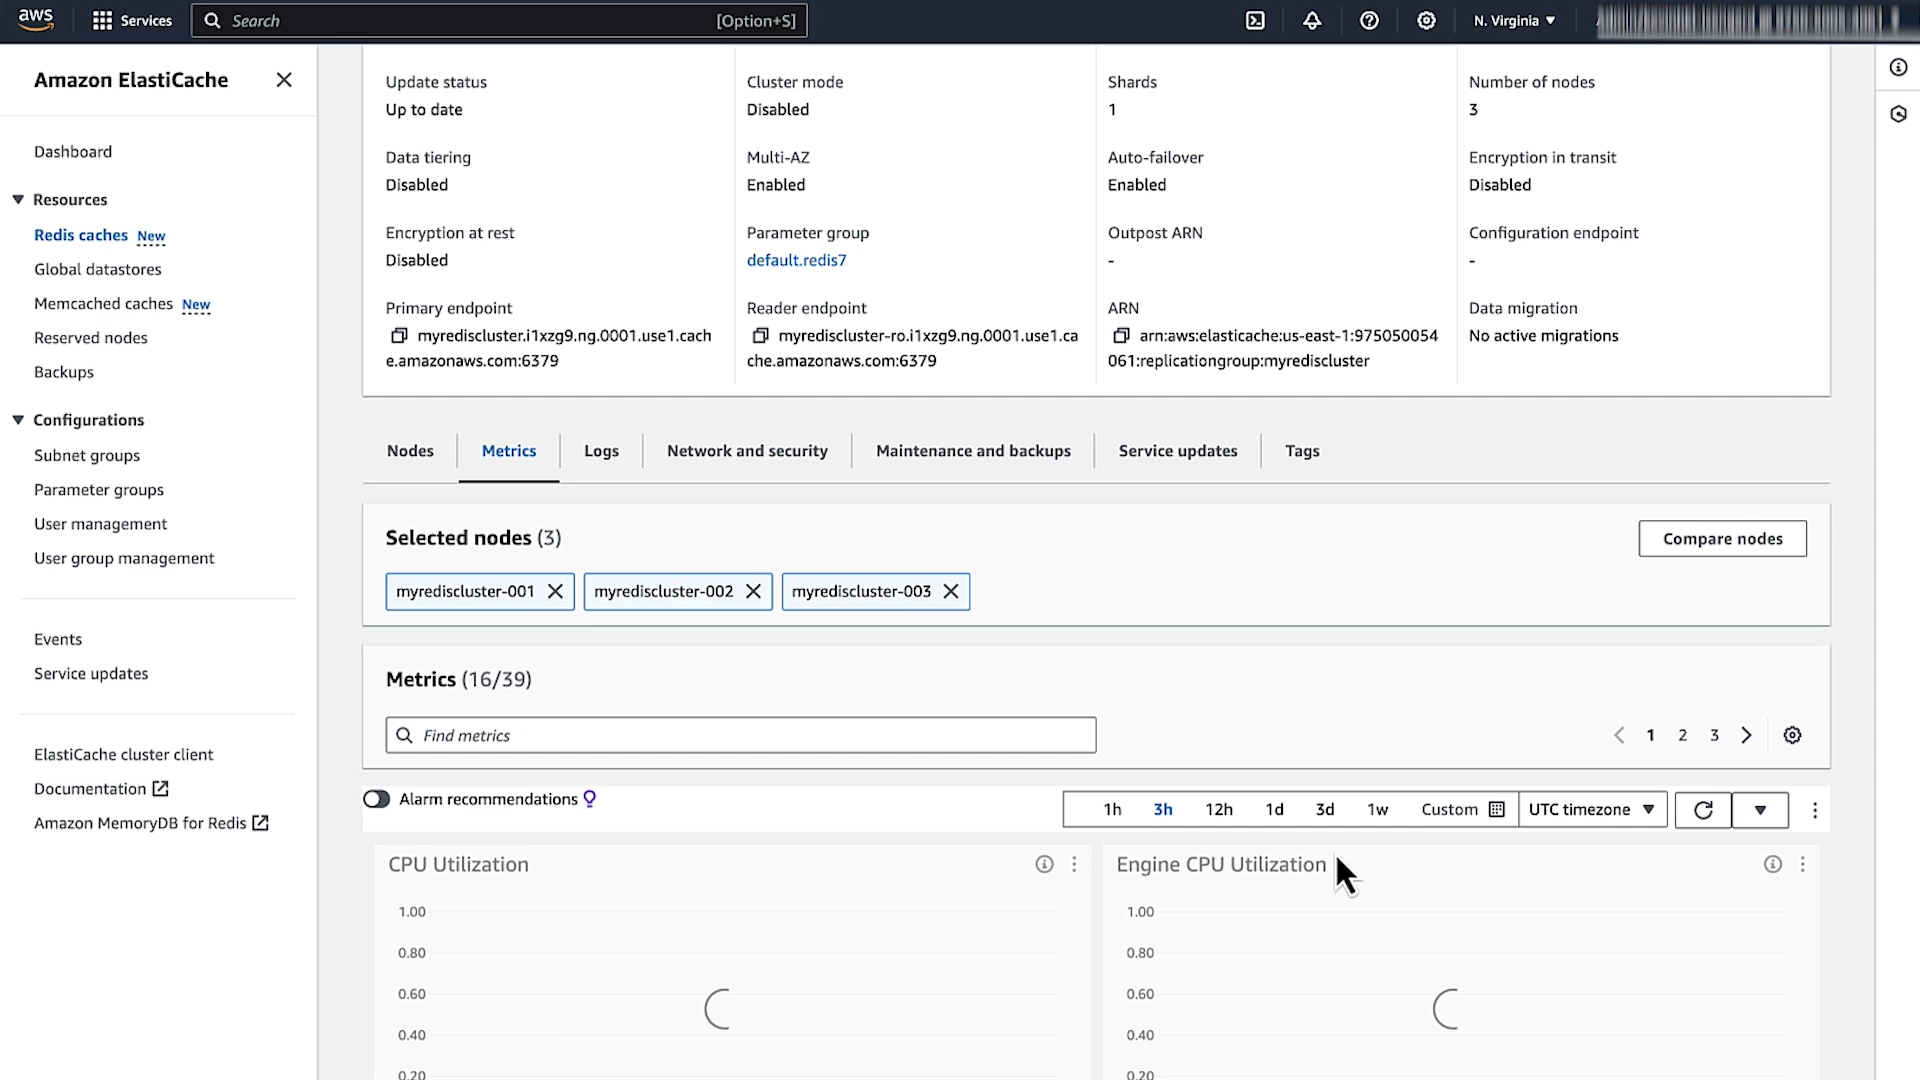 aws
Services
Search
[Option+S]
N. Virginia
Amazon ElastiCache
Dashboard
Resources
Redis caches New
Global datastores
Memcached caches New
Reserved nodes
Backups
Configurations
Subnet groups
Parameter groups
User management
User group management
Events
Service updates
ElastiCache cluster client
Documentation
Amazon MemoryDB for Redis
Update status
Up to date
Cluster mode
Disabled
Shards
1
Number of nodes
3
Data tiering
Disabled
Multi-AZ
Enabled
Auto-failover
Enabled
Encryption in transit
Disabled
Encryption at rest
Disabled
Parameter group
default.redis7
Outpost ARN
-
Configuration endpoint
-
Primary endpoint
myrediscluster.i1xzg9.ng.0001.use1.cach
e.amazonaws.com:6379
Reader endpoint
myrediscluster-ro.i1xzg9.ng.0001.use1.ca
che.amazonaws.com:6379
ARN
arn:aws:elasticache:us-east-1:975050054
061:replicationgroup:myrediscluster
Data migration
No active migrations
Nodes
Metrics
Logs
Network and security
Maintenance and backups
Service updates
Tags
Selected nodes (3)
Compare nodes
myrediscluster-001
myrediscluster-002
myrediscluster-003
Metrics (16/39)
Find metrics
1 2 3
Alarm recommendations
1h 3h 12h 1d 3d 1w Custom UTC timezone
CPU Utilization
1.00
0.80
0.60
0.40
0.20
Engine CPU Utilization
1.00
0.80
0.60
0.40
0.20